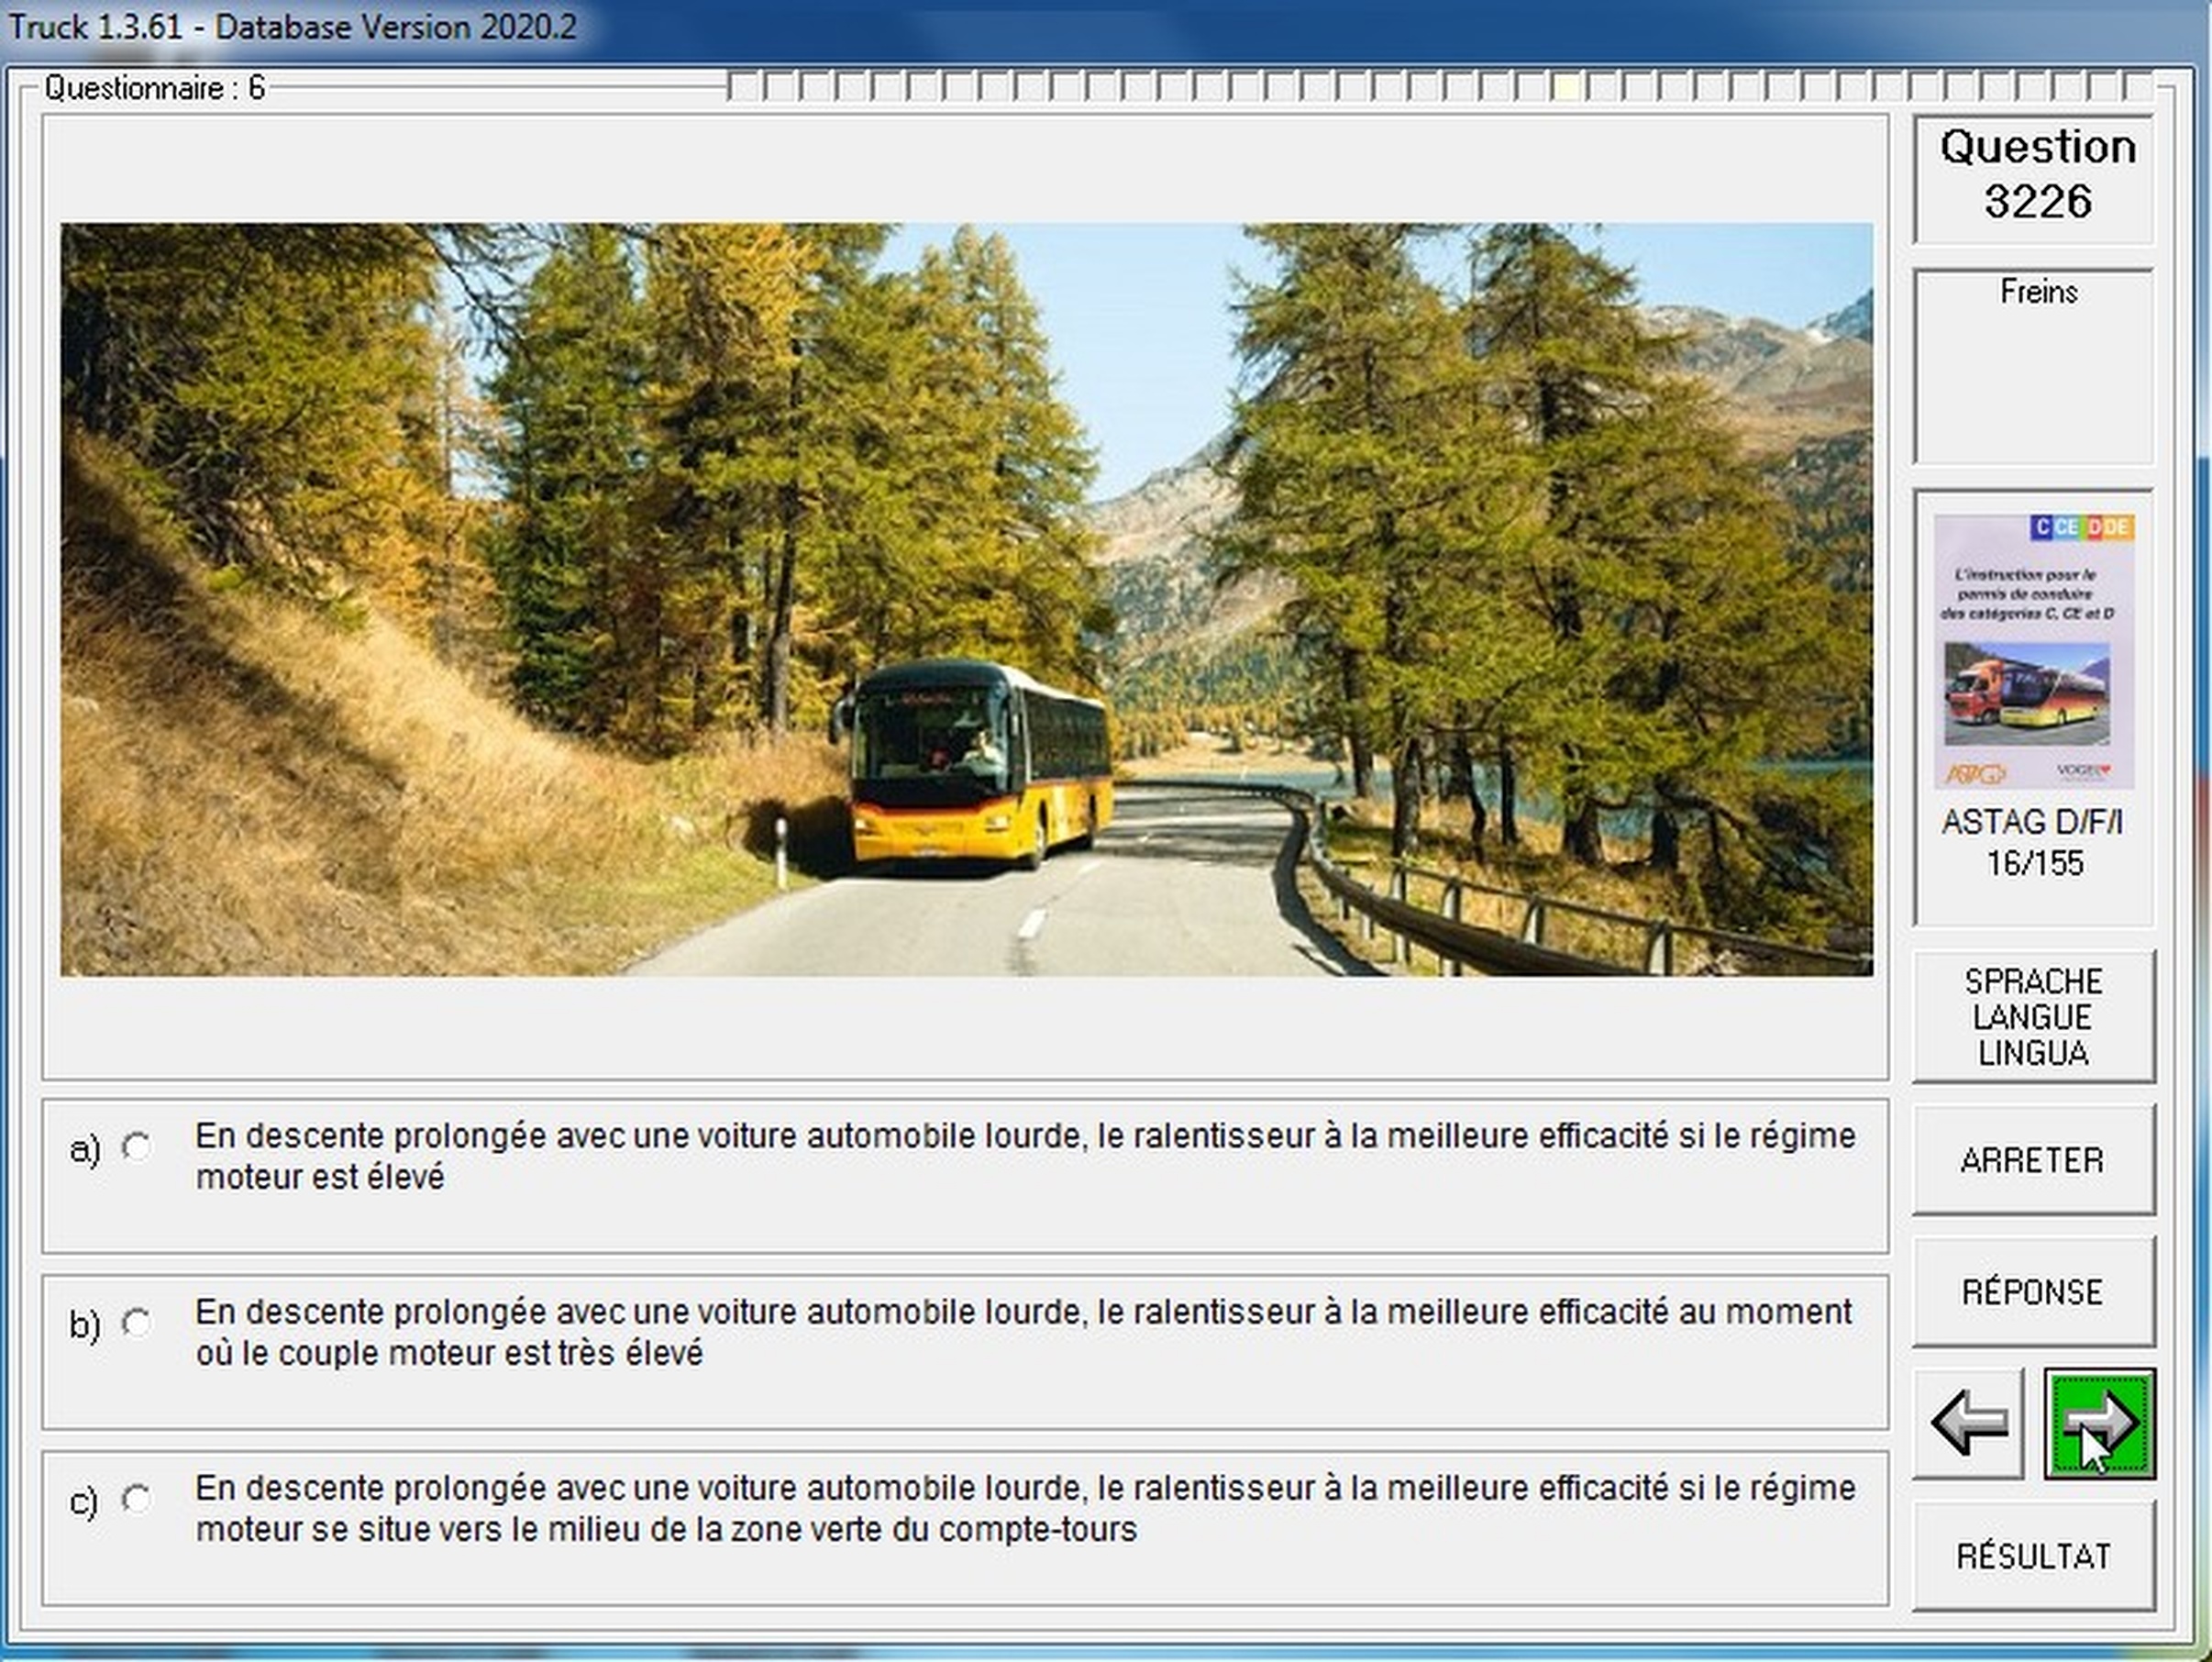 Truck 1.3.61 - Database Version 2020.2
Questionnaire : 6
Question
3226
Freins
C CE D DE
L'instruction pour le
permis de conduire
des catégories C, CE et D
ASTAG
VOGEL
ASTAG D/F/I
16/155
SPRACHE
LANGUE
LINGUA
ARRETER
RÉPONSE
RÉSULTAT
a) En descente prolongée avec une voiture automobile lourde, le ralentisseur à la meilleure efficacité si le régime
moteur est élevé
b) En descente prolongée avec une voiture automobile lourde, le ralentisseur à la meilleure efficacité au moment
où le couple moteur est très élevé
c) En descente prolongée avec une voiture automobile lourde, le ralentisseur à la meilleure efficacité si le régime
moteur se situe vers le milieu de la zone verte du compte-tours